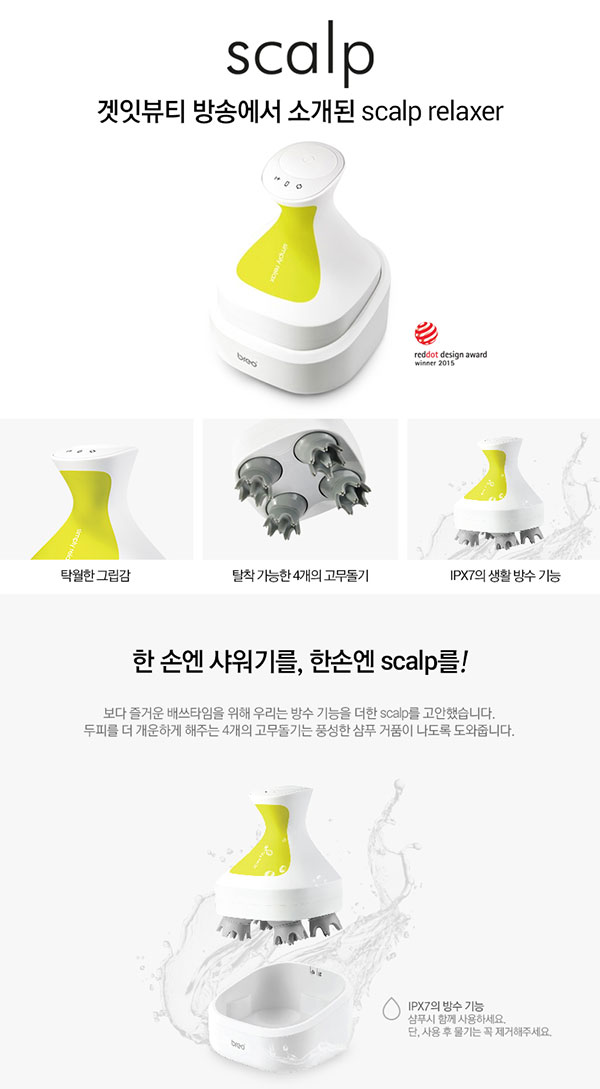 scalp
겟잇뷰티 방송에서 소개된 scalp relaxer
simply relax
breo
reddot design award
winner 2015
탁월한 그립감
탈착 가능한 4개의 고무돌기
IPX7의 생활 방수 기능
한 손엔 샤워기를, 한손엔 scalp를!
보다 즐거운 배쓰타임을 위해 우리는 방수 기능을 더한 scalp를 고안했습니다.
두피를 더 개운하게 해주는 4개의 고무돌기는 풍성한 샴푸 거품이 나도록 도와줍니다.
breo
IPX7의 방수 기능
샴푸시 함께 사용하세요.
단, 사용 후 물기는 꼭 제거해주세요.